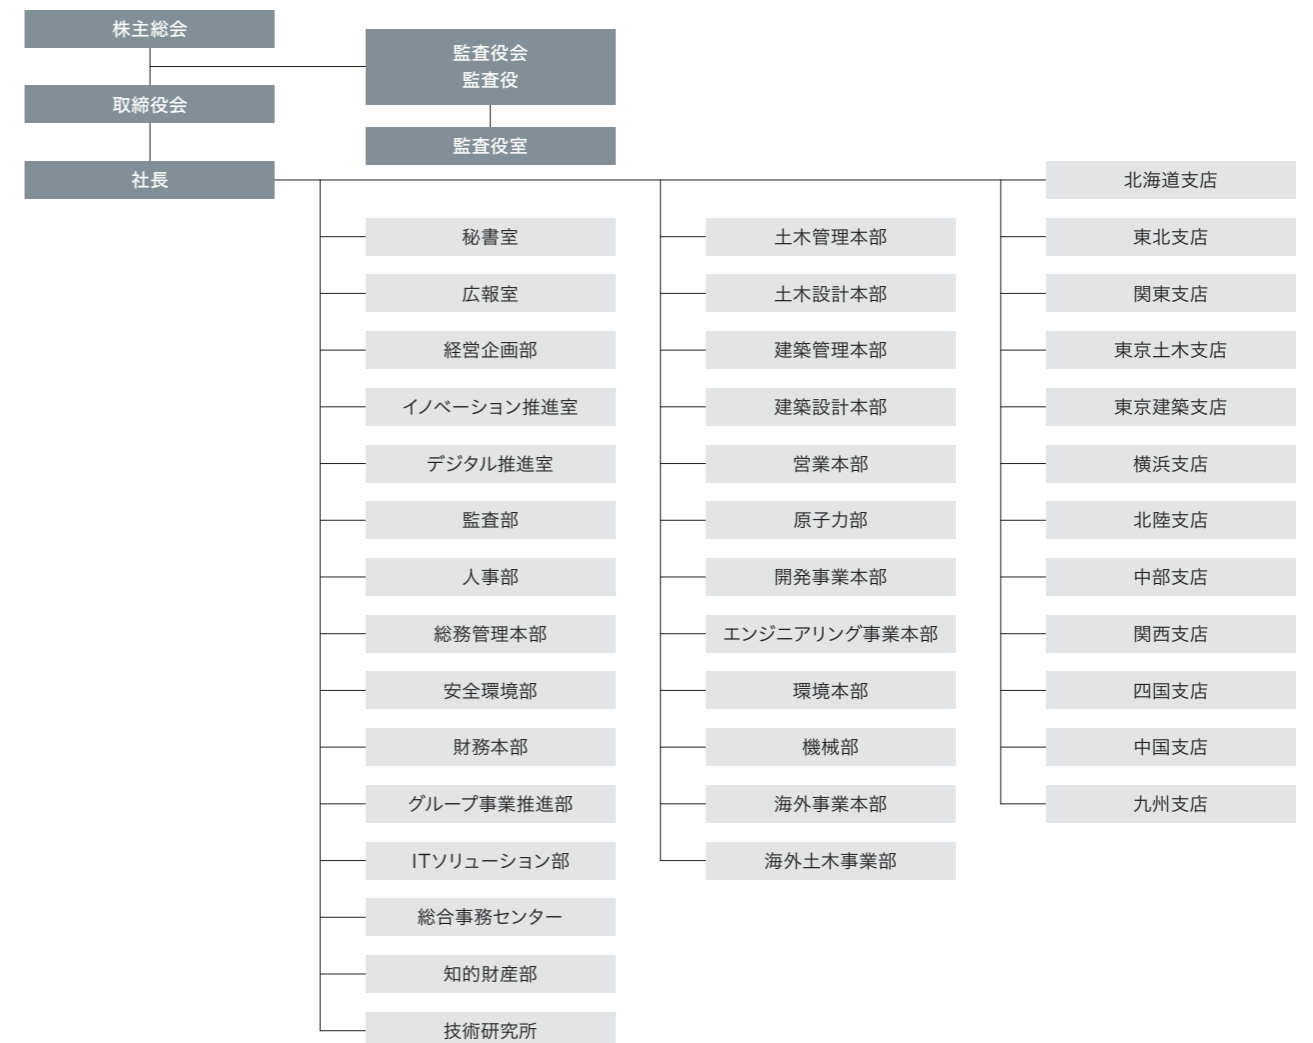 株主総会
監査役会
監査役
取締役会
監査役室
社長
秘書室
広報室
経営企画部
イノベーション推進室
デジタル推進室
監査部
人事部
総務管理本部
安全環境部
財務本部
グループ事業推進部
ITソリューション部
総合事務センター
知的財産部
技術研究所
土木管理本部
土木設計本部
建築管理本部
建築設計本部
営業本部
原子力部
開発事業本部
エンジニアリング事業本部
環境本部
機械部
海外事業本部
海外土木事業部
北海道支店
東北支店
関東支店
東京土木支店
東京建築支店
横浜支店
北陸支店
中部支店
関西支店
四国支店
中国支店
九州支店